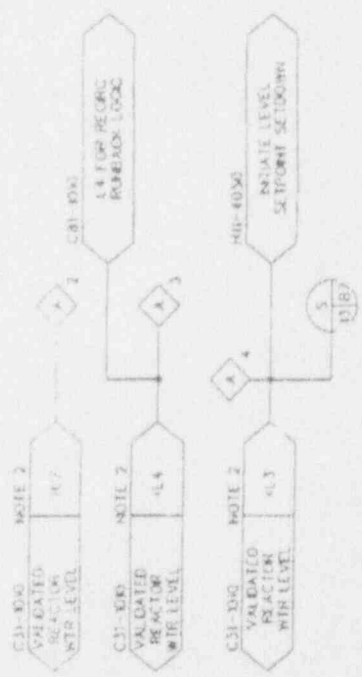 C31-1010 NOTE 2
VALIDATED
REACTOR
WTR LEVEL
A
2
C31-1010 NOTE 2
VALIDATED
REACTOR
WTR LEVEL
<L4
C81-1010
L4 FOR RECIRC
RUNBACK LOGIC
A
3
C31-1010 NOTE 2
VALIDATED
REACTOR
WTR LEVEL
<L3
A
4
INITIATE LEVEL
SETPOINT SETDOWN
S